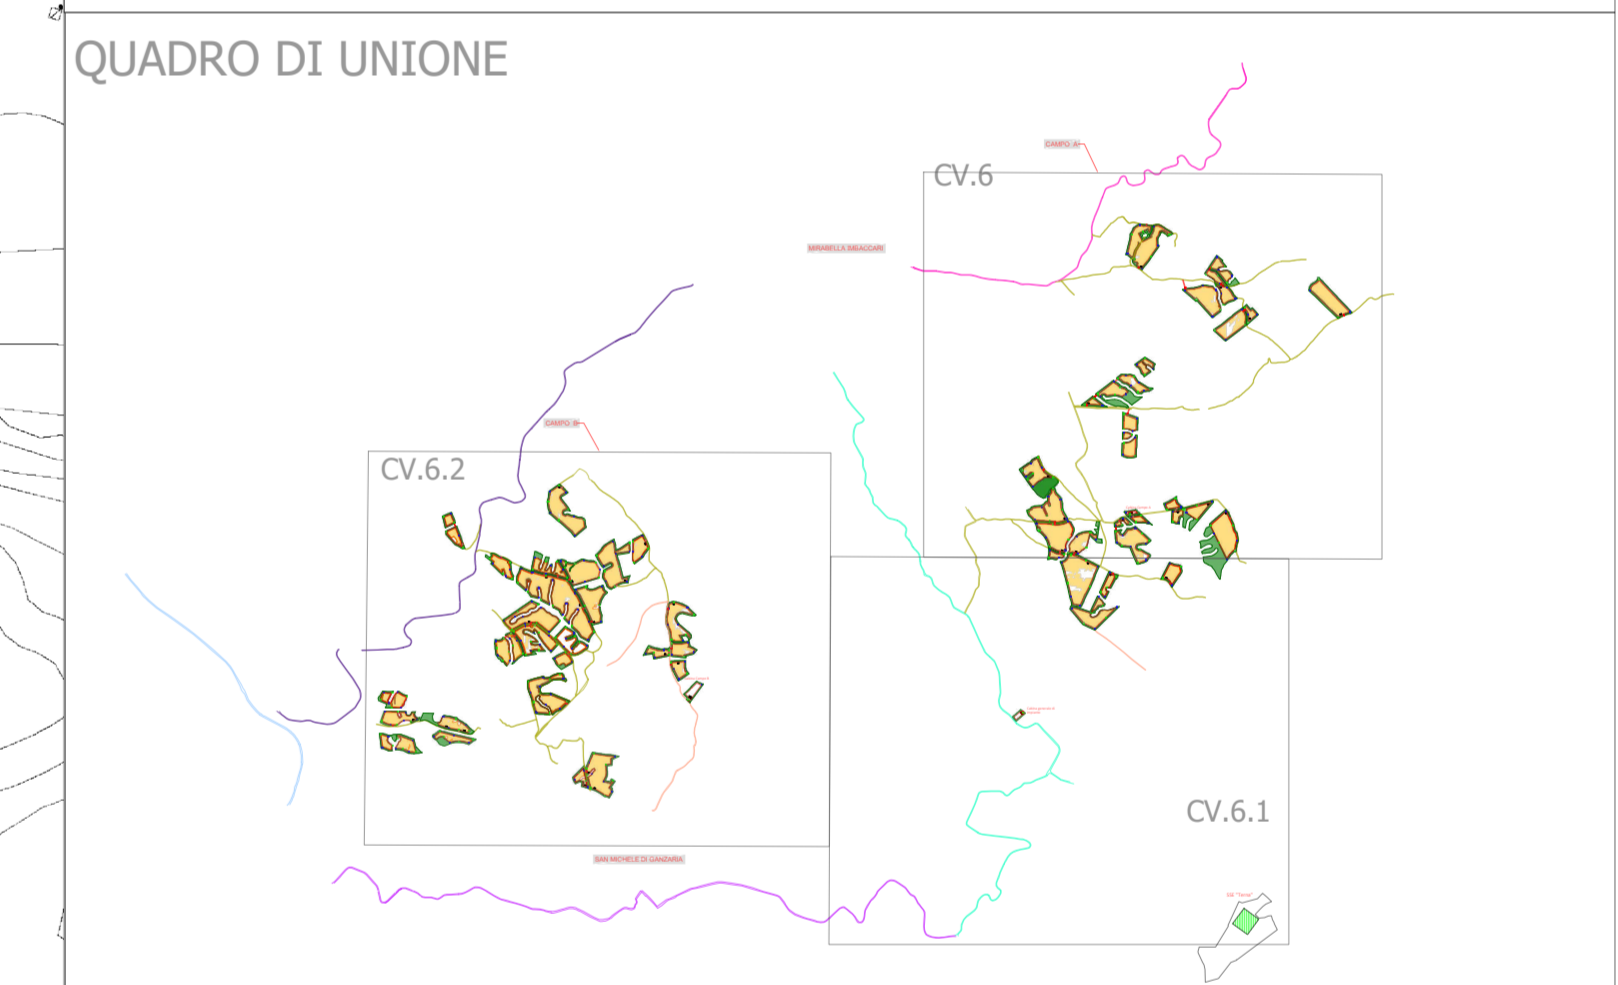 QUADRO DI UNIONE
CAMPO A
CV.6
MIRABELLA IMBACCARI
CAMPO B
CV.6.2
CV.6.1
SAN MICHELE DI GANZARIA